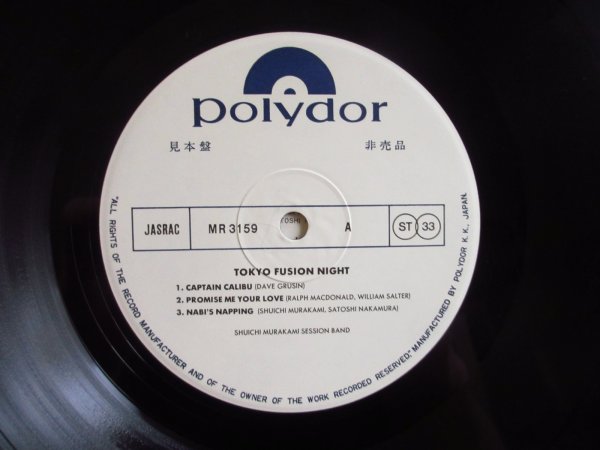 polydor
見本盤 非売品
JASRAC MR 3159 A ST 33
TOKYO FUSION NIGHT
1. CAPTAIN CALIBU (DAVE GRUSIN)
2. PROMISE ME YOUR LOVE (RALPH MACDONALD, WILLIAM SALTER)
3. NABI'S NAPPING (SHUICHI MURAKAMI, SATOSHI NAKAMURA)
SHUICHI MURAKAMI SESSION BAND
"ALL RIGHTS OF THE RECORD MANUFACTURER AND OF THE OWNER OF THE WORK RECORDED RESERVED." MANUFACTURED BY POLYDOR K. K., JAPAN.